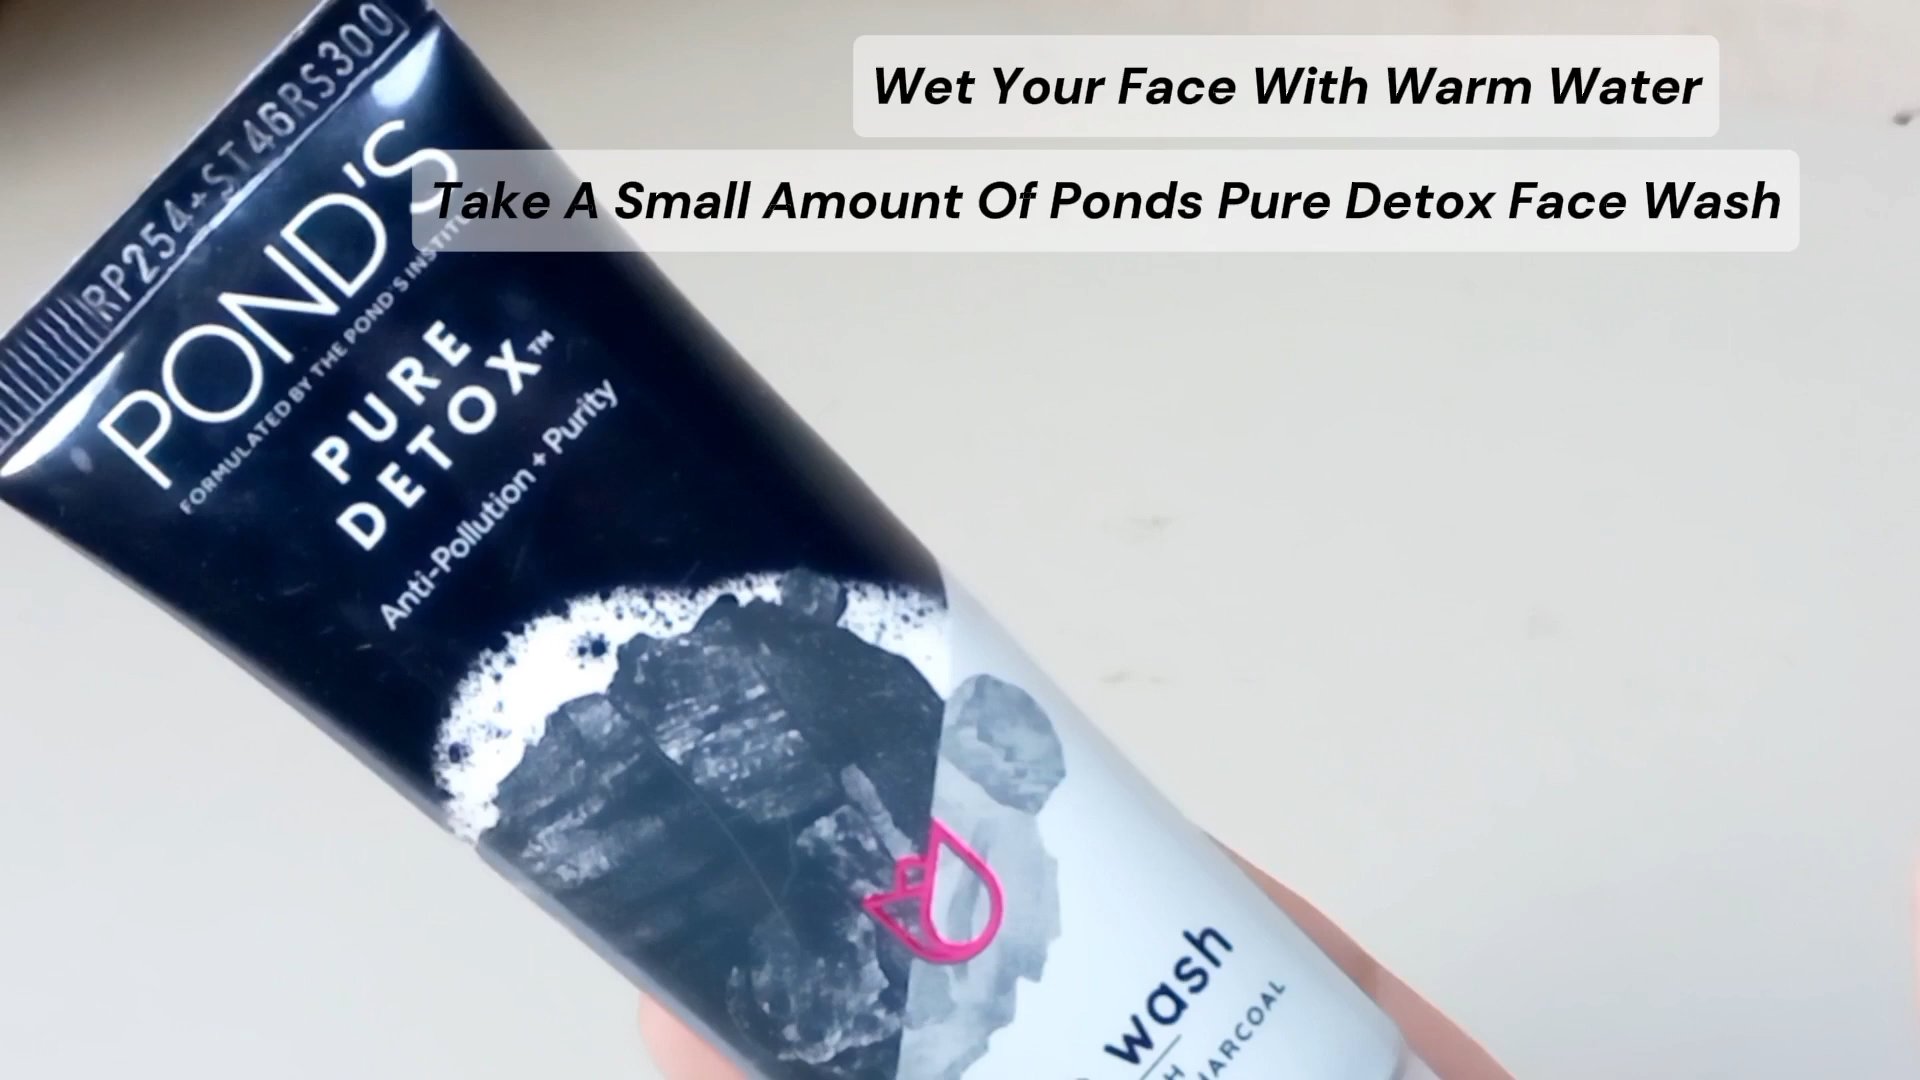 Wet Your Face With Warm Water
Take A Small Amount Of Ponds Pure Detox Face Wash
RP254+ST46RS300
POND'S
FORMULATED BY THE POND'S
PURE
DETOX™
Anti-Pollution + Purity
wash